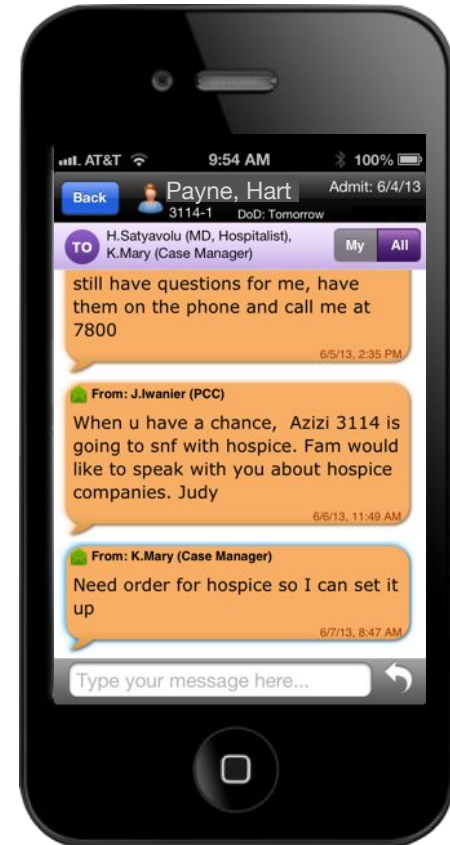 AT&T 9:54 AM 100%
Back Payne, Hart Admit: 6/4/13
3114-1 DoD: Tomorrow
TO H.Satyavolu (MD, Hospitalist),
K.Mary (Case Manager)
My All
still have questions for me, have
them on the phone and call me at
7800
6/5/13, 2:35 PM
From: J.Iwanier (PCC)
When u have a chance, Azizi 3114 is
going to snf with hospice. Fam would
like to speak with you about hospice
companies. Judy
6/6/13, 11:49 AM
From: K.Mary (Case Manager)
Need order for hospice so I can set it
up
6/7/13, 8:47 AM
Type your message here...